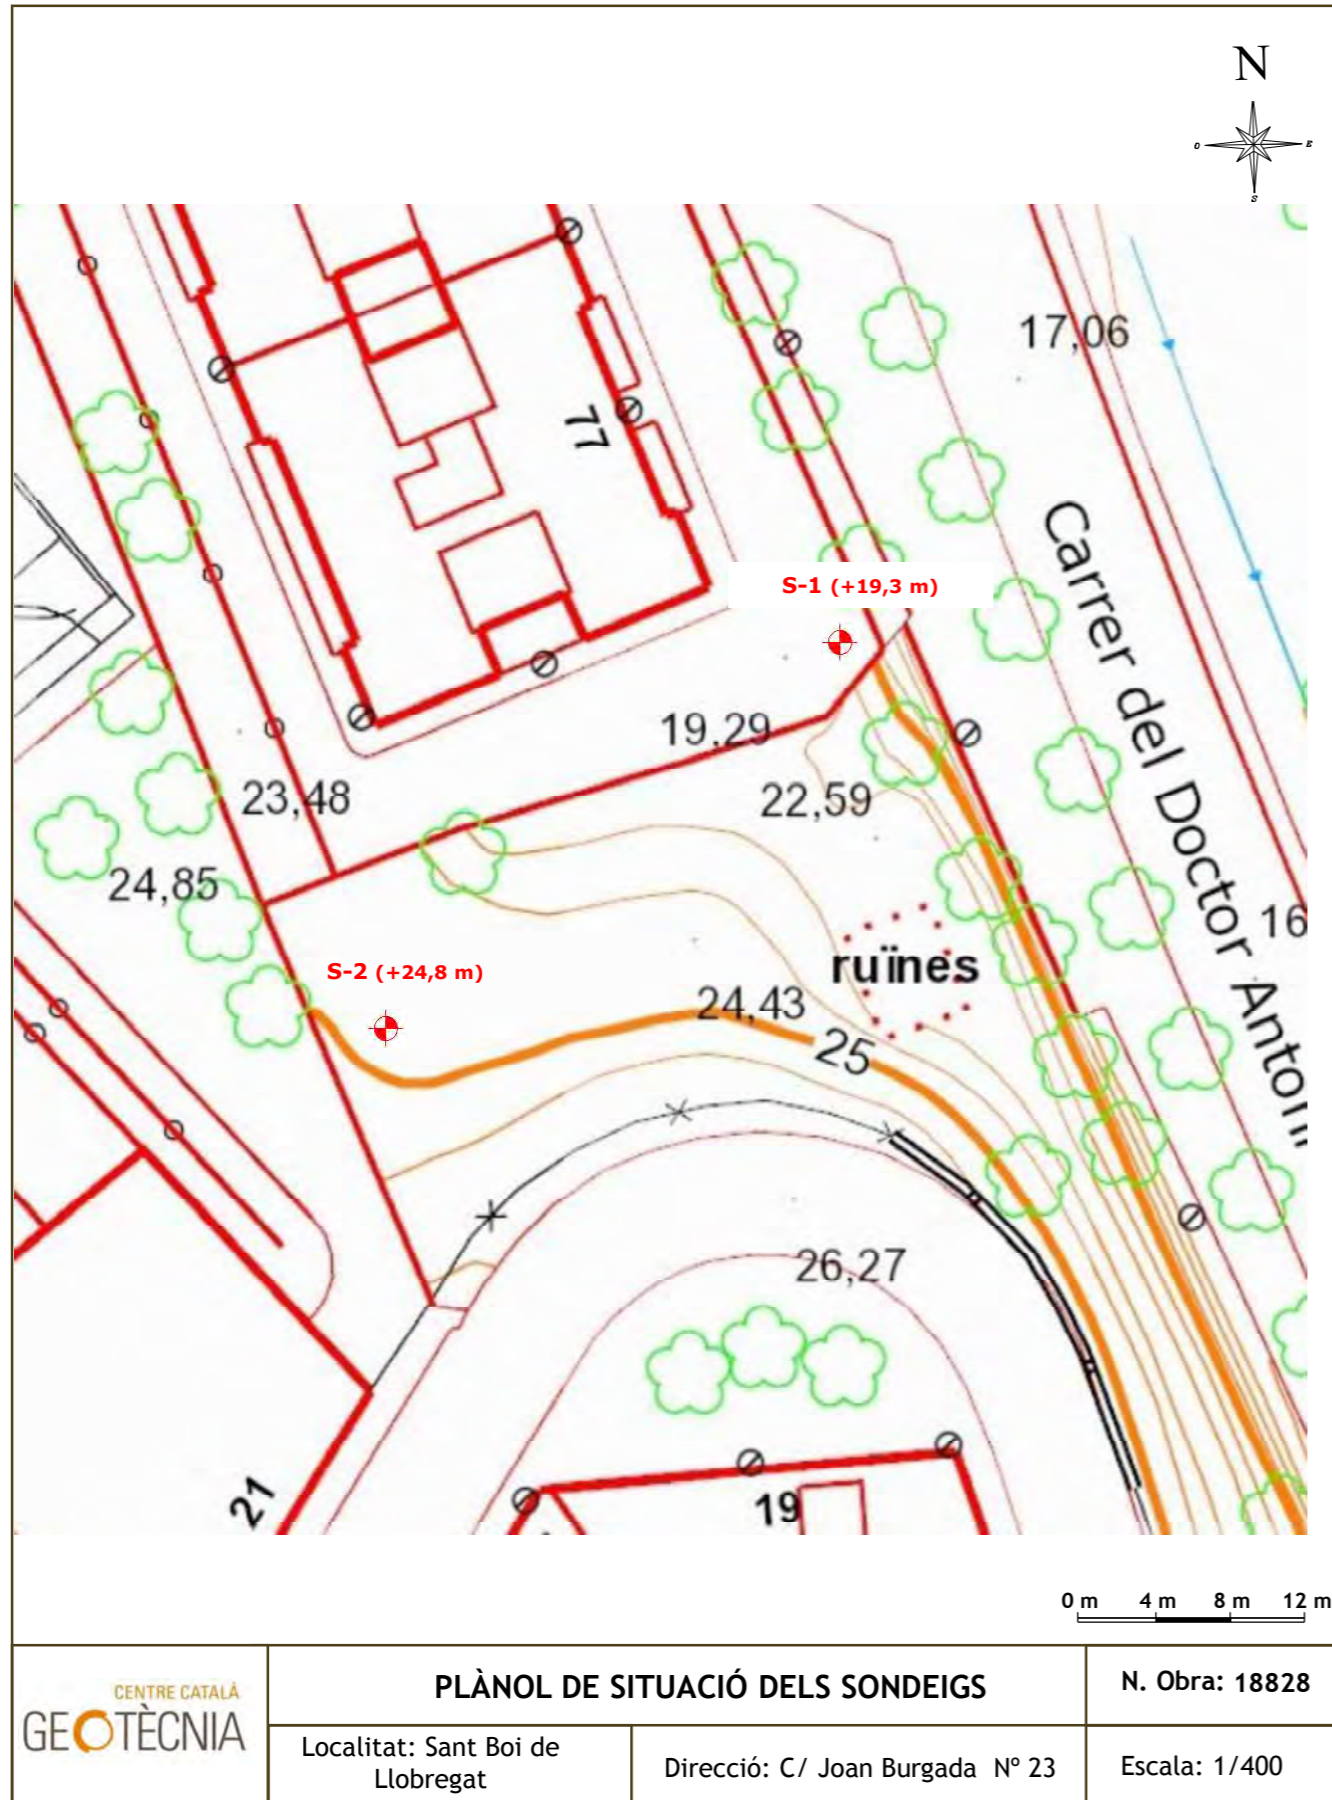 N
O
E
S
17,06
77
S-1 (+19,3 m)
Carrer del Doctor Antoni
19,29
23,48
22,59
24,85
16
ruïnes
S-2 (+24,8 m)
24,43
25
26,27
21
19
0 m 4 m 8 m 12 m
CENTRE CATALÀ
GEOTÈCNIA
PLÀNOL DE SITUACIÓ DELS SONDEIGS
N. Obra: 18828
Localitat: Sant Boi de
Llobregat
Direcció: C/ Joan Burgada Nº 23
Escala: 1/400